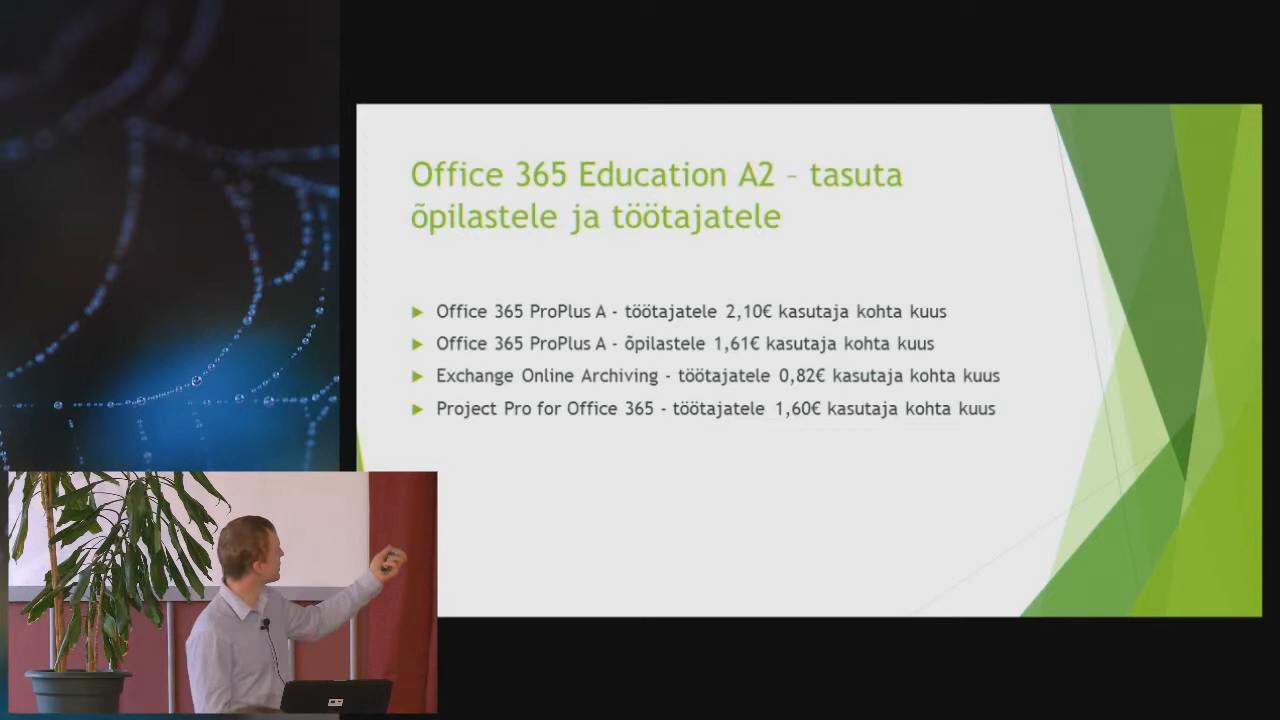 Office 365 Education A2 – tasuta
õpilastele ja töötajatele
Office 365 ProPlus A - töötajatele 2,10€ kasutaja kohta kuus
Office 365 ProPlus A - õpilastele 1,61€ kasutaja kohta kuus
Exchange Online Archiving - töötajatele 0,82€ kasutaja kohta kuus
Project Pro for Office 365 - töötajatele 1,60€ kasutaja kohta kuus